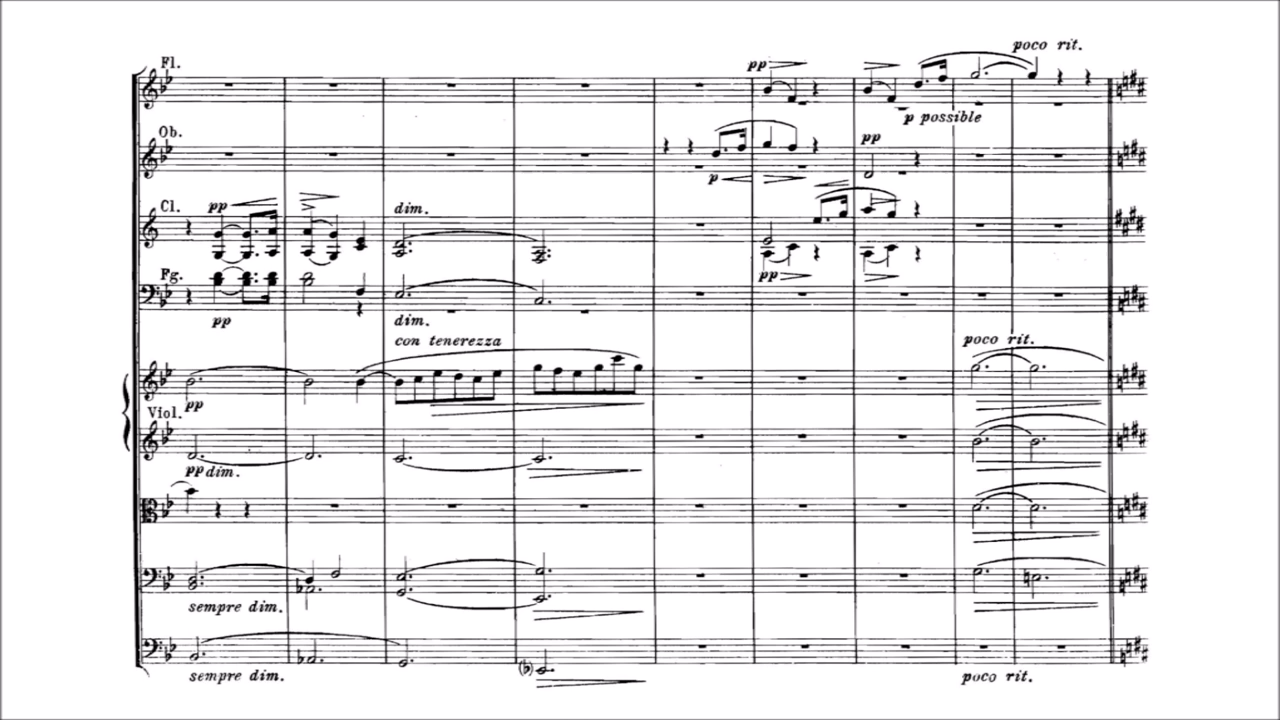 poco rit.
Fl.
pp
p possible
Ob.
pp
p
Cl.
pp
dim.
pp
Fg.
pp
dim.
con tenerezza
poco rit.
pp
Viol.
pp dim.
sempre dim.
(b)
sempre dim.
poco rit.